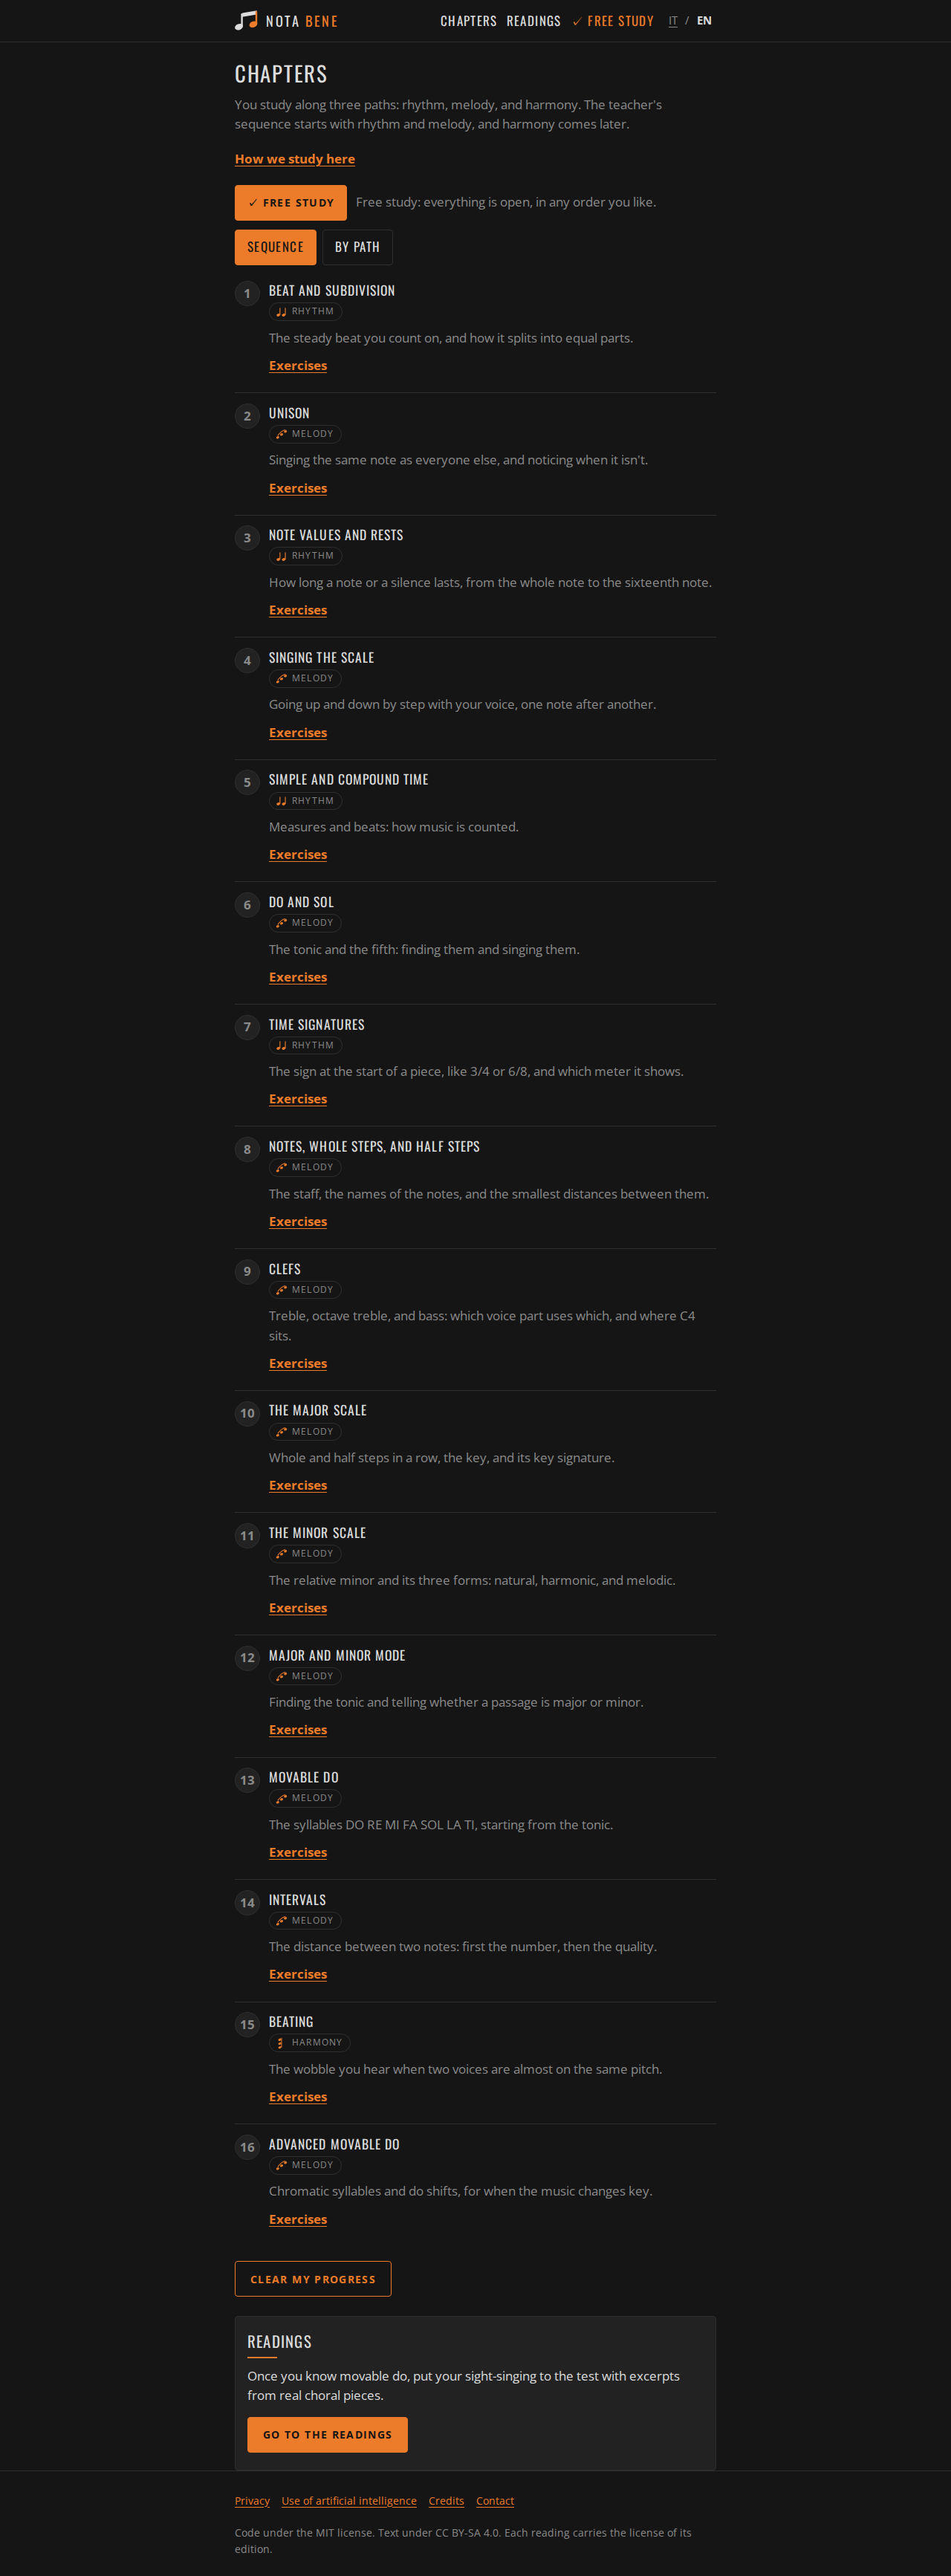 NOTA BENE
CHAPTERS READINGS ✓ FREE STUDY IT / EN
CHAPTERS
You study along three paths: rhythm, melody, and harmony. The teacher's
sequence starts with rhythm and melody, and harmony comes later.
How we study here
✓ FREE STUDY Free study: everything is open, in any order you like.
SEQUENCE BY PATH
1 BEAT AND SUBDIVISION
RHYTHM
The steady beat you count on, and how it splits into equal parts.
Exercises
2 UNISON
MELODY
Singing the same note as everyone else, and noticing when it isn't.
Exercises
3 NOTE VALUES AND RESTS
RHYTHM
How long a note or a silence lasts, from the whole note to the sixteenth note.
Exercises
4 SINGING THE SCALE
MELODY
Going up and down by step with your voice, one note after another.
Exercises
5 SIMPLE AND COMPOUND TIME
RHYTHM
Measures and beats: how music is counted.
Exercises
6 DO AND SOL
MELODY
The tonic and the fifth: finding them and singing them.
Exercises
7 TIME SIGNATURES
RHYTHM
The sign at the start of a piece, like 3/4 or 6/8, and which meter it shows.
Exercises
8 NOTES, WHOLE STEPS, AND HALF STEPS
MELODY
The staff, the names of the notes, and the smallest distances between them.
Exercises
9 CLEFS
MELODY
Treble, octave treble, and bass: which voice part uses which, and where C4
sits.
Exercises
10 THE MAJOR SCALE
MELODY
Whole and half steps in a row, the key, and its key signature.
Exercises
11 THE MINOR SCALE
MELODY
The relative minor and its three forms: natural, harmonic, and melodic.
Exercises
12 MAJOR AND MINOR MODE
MELODY
Finding the tonic and telling whether a passage is major or minor.
Exercises
13 MOVABLE DO
MELODY
The syllables DO RE MI FA SOL LA TI, starting from the tonic.
Exercises
14 INTERVALS
MELODY
The distance between two notes: first the number, then the quality.
Exercises
15 BEATING
HARMONY
The wobble you hear when two voices are almost on the same pitch.
Exercises
16 ADVANCED MOVABLE DO
MELODY
Chromatic syllables and do shifts, for when the music changes key.
Exercises
CLEAR MY PROGRESS
READINGS
Once you know movable do, put your sight-singing to the test with excerpts
from real choral pieces.
GO TO THE READINGS
Privacy Use of artificial intelligence Credits Contact
Code under the MIT license. Text under CC BY-SA 4.0. Each reading carries the license of its
edition.